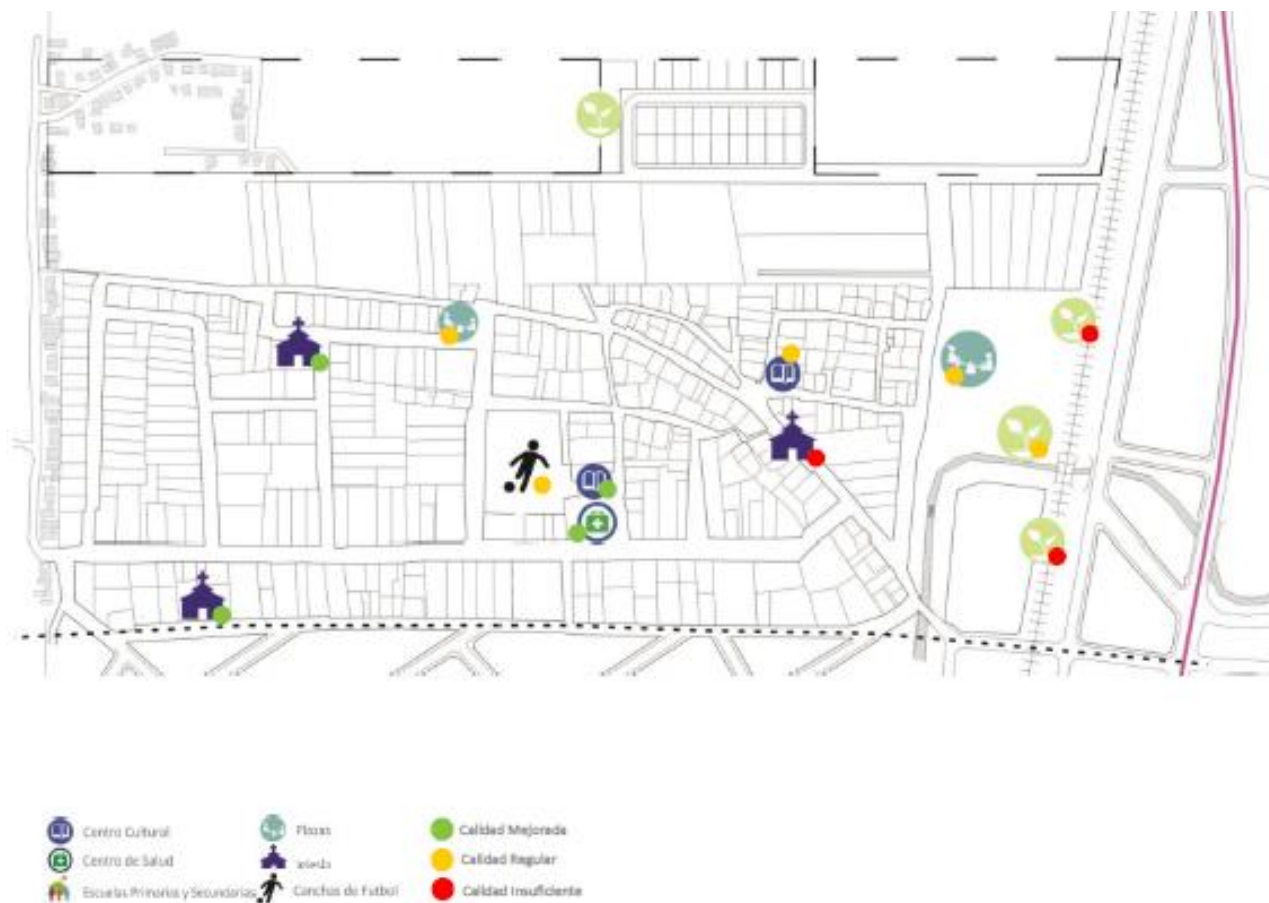 Centro Cultural
Centro de Salud
Escuelas Primarias y Secundarias
Plazas
Canchas de Futbol
Calidad Mejorada
Calidad Regular
Calidad Insuficiente